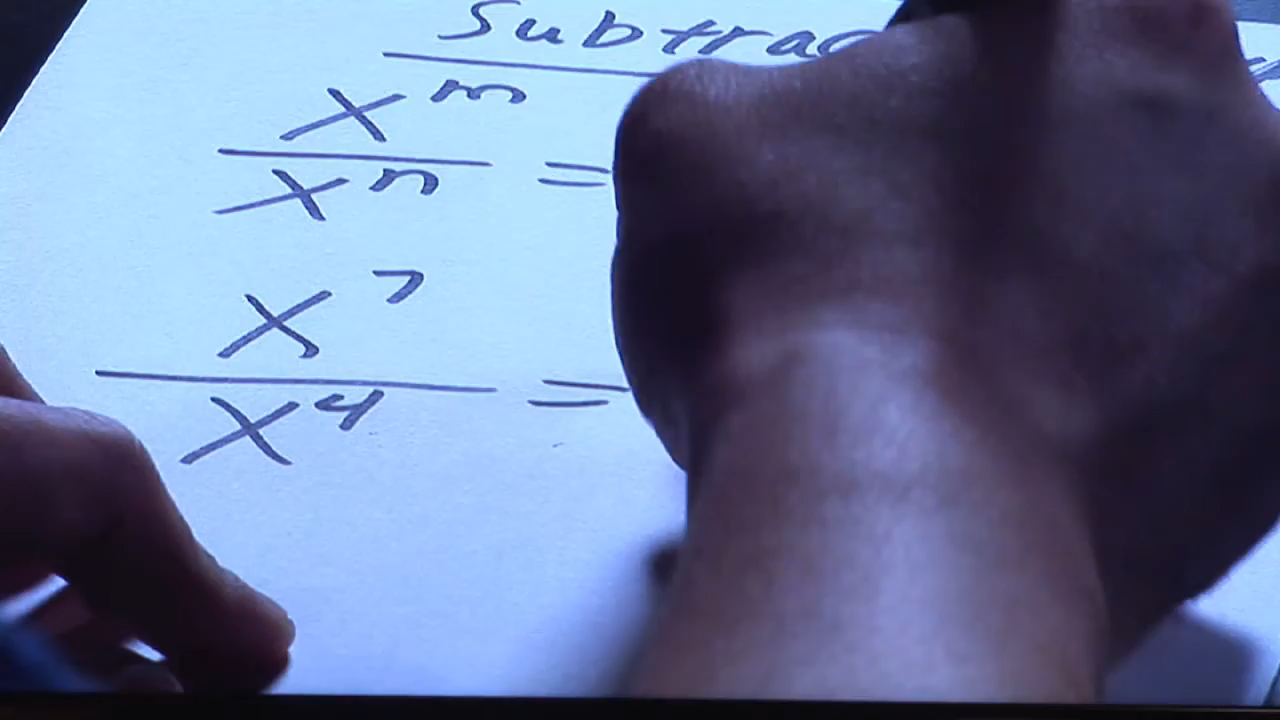 Subtrac
x^m
x^n =
x^7
x^4 =